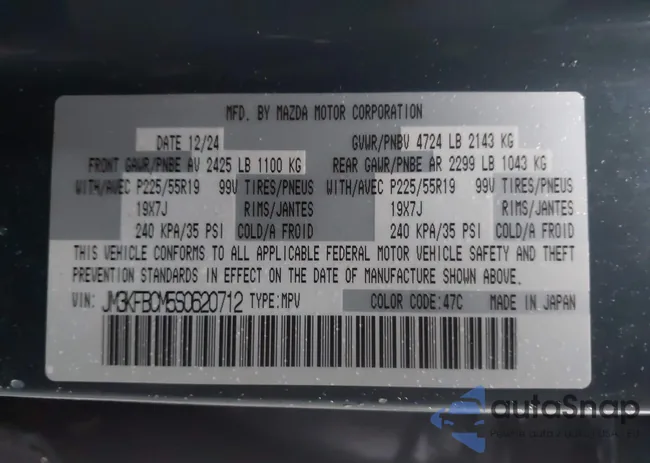 MFD. BY MAZDA MOTOR CORPORATION
DATE 12/24 GVWR/PNBV 4724 LB 2143 KG
FRONT GAWR/PNBE AV 2425 LB 1100 KG REAR GAWR/PNBE AR 2299 LB 1043 KG
WITH/AVEC P225/55R19 99V TIRES/PNEUS WITH/AVEC P225/55R19 99V TIRES/PNEUS
19X7J RIMS/JANTES 19X7J RIMS/JANTES
240 KPA/35 PSI COLD/A FROID 240 KPA/35 PSI COLD/A FROID
THIS VEHICLE CONFORMS TO ALL APPLICABLE FEDERAL MOTOR VEHICLE SAFETY AND THEFT
PREVENTION STANDARDS IN EFFECT ON THE DATE OF MANUFACTURE SHOWN ABOVE.
VIN: JM3KFBCM5S0620712 TYPE:MPV COLOR CODE:47C MADE IN JAPAN
autoSnap